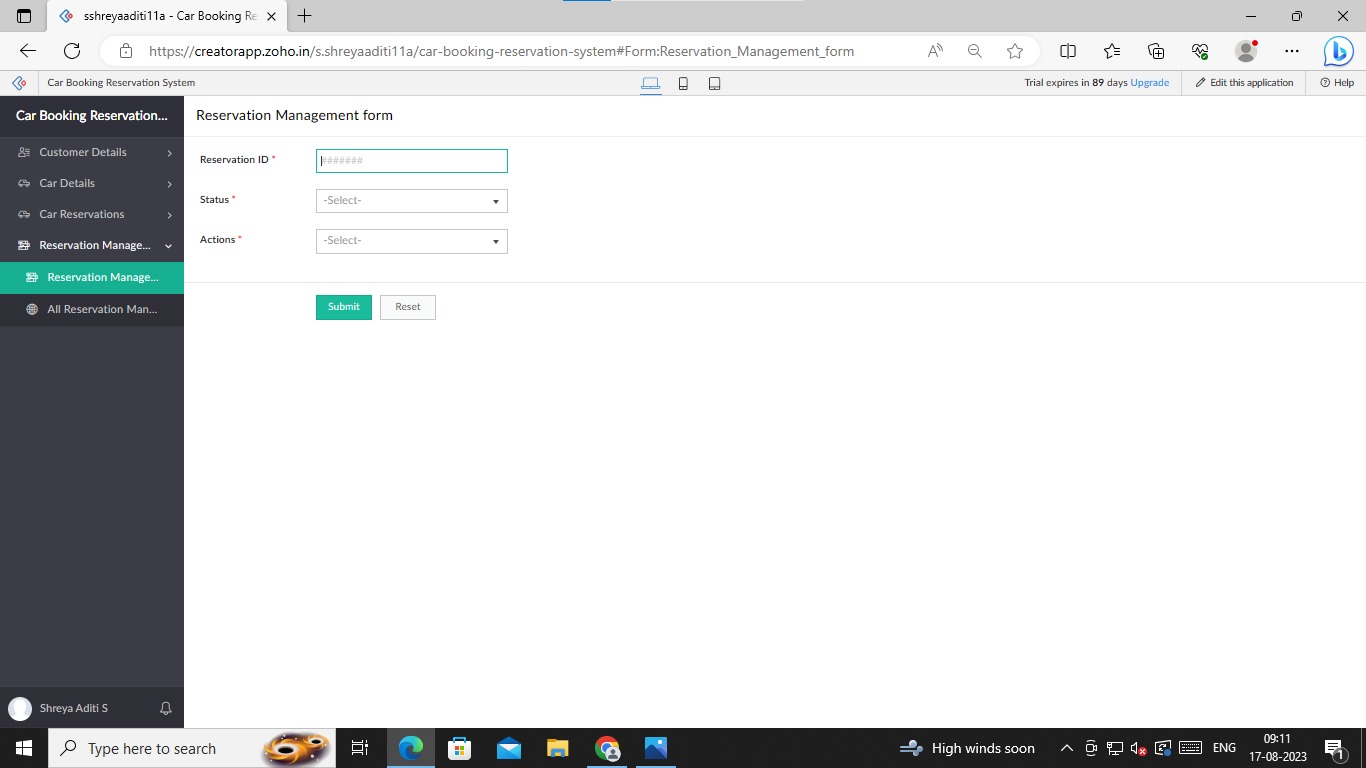 sshreyaaditi11a - Car Booking Re
https://creatorapp.zoho.in/s.shreyaaditi11a/car-booking-reservation-system#Form:Reservation_Management_form
Car Booking Reservation System
Trial expires in 89 days Upgrade
Edit this application
Help
Car Booking Reservation...
Customer Details
Car Details
Car Reservations
Reservation Manage...
Reservation Manage...
All Reservation Man...
Shreya Aditi S
Reservation Management form
Reservation ID *
#######
Status *
-Select-
Actions *
-Select-
Submit
Reset
Type here to search
High winds soon
ENG
09:11
17-08-2023
1